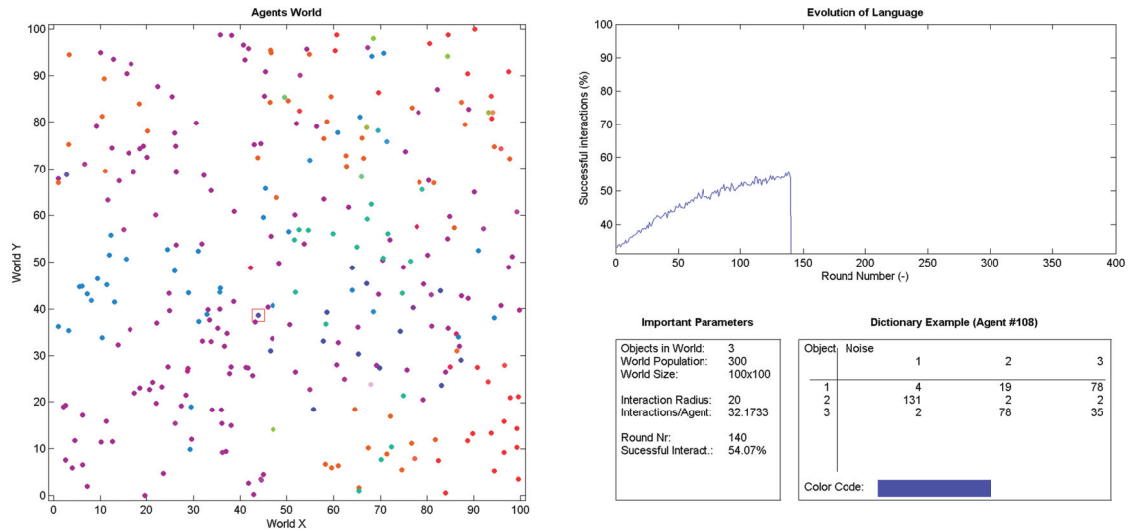 Agents World
100
90
80
70
60
50
40
30
20
10
0
World Y
0 10 20 30 40 50 60 70 80 90 100
World X
Evolution of Language
100
90
80
70
60
50
40
Successful interactions (%)
0 50 100 150 200 250 300 350 400
Round Number (-)
Important Parameters
Objects in World: 3
World Population: 300
World Size: 100x100
Interaction Radius: 20
Interactions/Agent: 32.1733
Round Nr: 140
Sucessful Interact.: 54.07%
Dictionary Example (Agent #108)
Object Noise
1 2 3
1 4 19 78
2 131 2 2
3 2 78 35
Color Code: